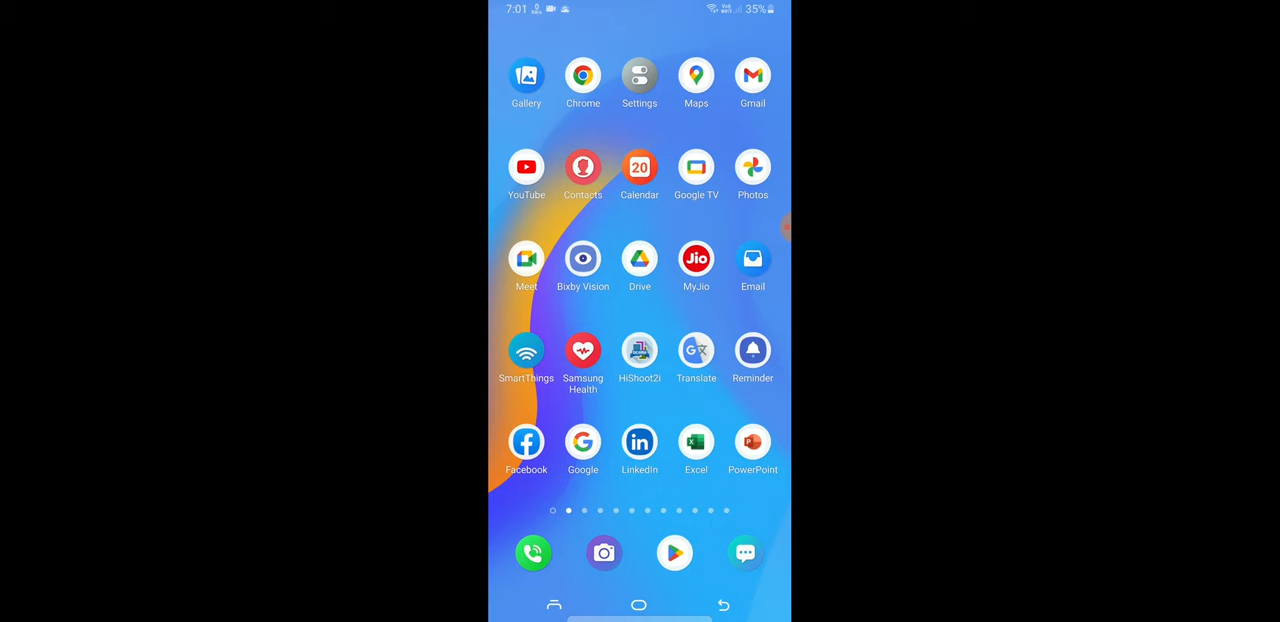 7:01 35%
Gallery Chrome Settings Maps Gmail
20
YouTube Contacts Calendar Google TV Photos
Jio
Meet Bixby Vision Drive MyJio Email
SmartThings Samsung Health HiShoot2i Translate Reminder
Facebook Google LinkedIn Excel PowerPoint